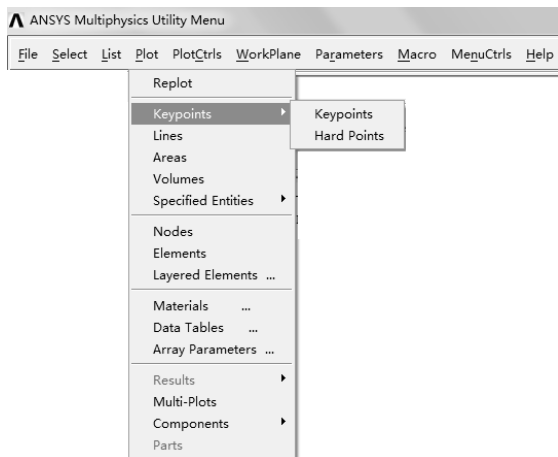 ANSYS Multiphysics Utility Menu
File Select List Plot PlotCtrls WorkPlane Parameters Macro MenuCtrls Help
Replot
Keypoints
Keypoints
Hard Points
Lines
Areas
Volumes
Specified Entities
Nodes
Elements
Layered Elements ...
Materials ...
Data Tables ...
Array Parameters ...
Results
Multi-Plots
Components
Parts